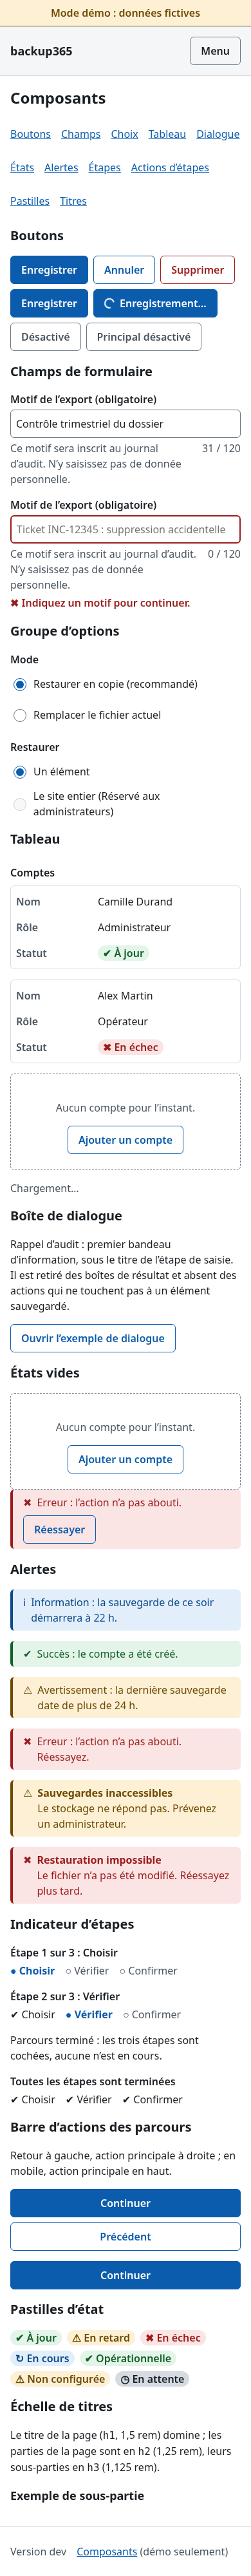 Mode démo : données fictives
backup365
Menu
Composants
Boutons Champs Choix Tableau Dialogue
États Alertes Étapes Actions d’étapes
Pastilles Titres
Boutons
Enregistrer Annuler Supprimer
Enregistrer Enregistrement…
Désactivé Principal désactivé
Champs de formulaire
Motif de l’export (obligatoire)
Contrôle trimestriel du dossier
Ce motif sera inscrit au journal 31 / 120
d’audit. N’y saisissez pas de donnée
personnelle.
Motif de l’export (obligatoire)
Ticket INC-12345 : suppression accidentelle
Ce motif sera inscrit au journal d’audit. 0 / 120
N’y saisissez pas de donnée
personnelle.
✖ Indiquez un motif pour continuer.
Groupe d’options
Mode
Restaurer en copie (recommandé)
Remplacer le fichier actuel
Restaurer
Un élément
Le site entier (Réservé aux
administrateurs)
Tableau
Comptes
Nom Camille Durand
Rôle Administrateur
Statut ✔ À jour
Nom Alex Martin
Rôle Opérateur
Statut ✖ En échec
Aucun compte pour l’instant.
Ajouter un compte
Chargement…
Boîte de dialogue
Rappel d’audit : premier bandeau
d’information, sous le titre de l’étape de saisie.
Il est retiré des boîtes de résultat et absent des
actions qui ne touchent pas à un élément
sauvegardé.
Ouvrir l’exemple de dialogue
États vides
Aucun compte pour l’instant.
Ajouter un compte
✖ Erreur : l’action n’a pas abouti.
Réessayer
Alertes
i Information : la sauvegarde de ce soir
démarrera à 22 h.
✔ Succès : le compte a été créé.
⚠ Avertissement : la dernière sauvegarde
date de plus de 24 h.
✖ Erreur : l’action n’a pas abouti.
Réessayez.
⚠ Sauvegardes inaccessibles
Le stockage ne répond pas. Prévenez
un administrateur.
✖ Restauration impossible
Le fichier n’a pas été modifié. Réessayez
plus tard.
Indicateur d’étapes
Étape 1 sur 3 : Choisir
● Choisir ○ Vérifier ○ Confirmer
Étape 2 sur 3 : Vérifier
✔ Choisir ● Vérifier ○ Confirmer
Parcours terminé : les trois étapes sont
cochées, aucune n’est en cours.
Toutes les étapes sont terminées
✔ Choisir ✔ Vérifier ✔ Confirmer
Barre d’actions des parcours
Retour à gauche, action principale à droite ; en
mobile, action principale en haut.
Continuer
Précédent
Continuer
Pastilles d’état
✔ À jour ⚠ En retard ✖ En échec
↻ En cours ✔ Opérationnelle
⚠ Non configurée ◷ En attente
Échelle de titres
Le titre de la page (h1, 1,5 rem) domine ; les
parties de la page sont en h2 (1,25 rem), leurs
sous-parties en h3 (1,125 rem).
Exemple de sous-partie
Version dev Composants (démo seulement)